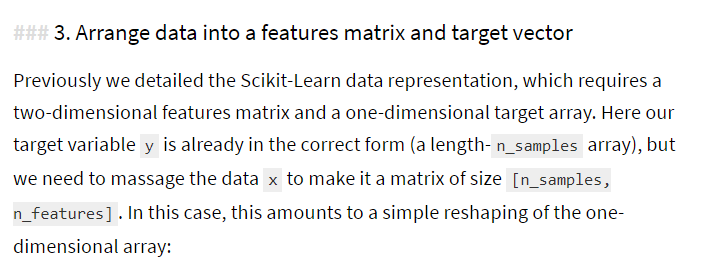 ### 3. Arrange data into a features matrix and target vector
Previously we detailed the Scikit-Learn data representation, which requires a
two-dimensional features matrix and a one-dimensional target array. Here our
target variable y is already in the correct form (a length- n_samples array), but
we need to massage the data x to make it a matrix of size [n_samples,
n_features] . In this case, this amounts to a simple reshaping of the one-
dimensional array: